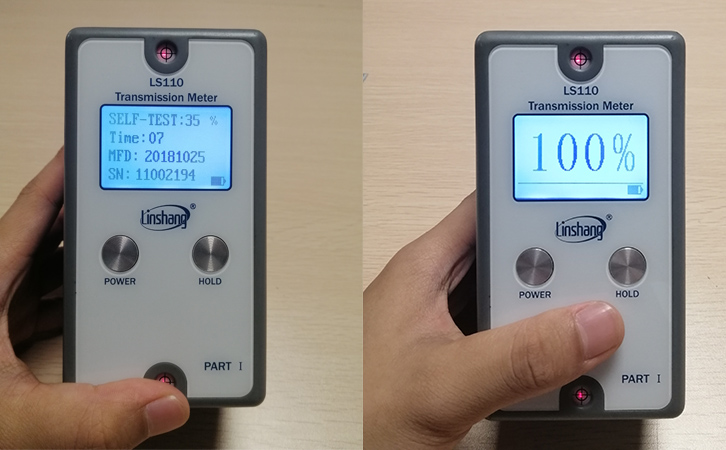 LS110
Transmission Meter
SELF-TEST:35 %
Time:07
MFD: 20181025
SN: 11002194
Linshang®
POWER
HOLD
PART I
LS110
Transmission Meter
100%
Linshang®
POWER
HOLD
PART I